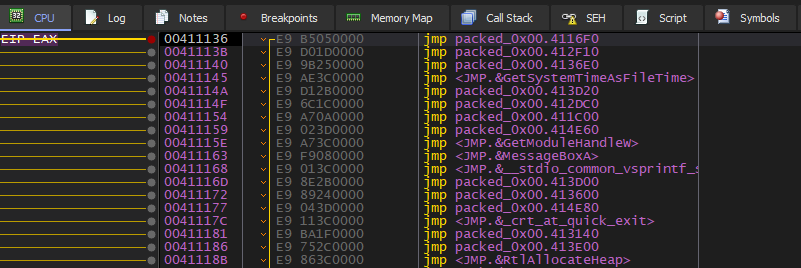 CPU Log Notes Breakpoints Memory Map Call Stack SEH Script Symbols
EIP EAX 00411136 E9 B5050000 jmp packed_0x00.4116F0
0041113B E9 D01D0000 jmp packed_0x00.412F10
00411140 E9 9B250000 jmp packed_0x00.4136E0
00411145 E9 AE3C0000 jmp <JMP.&GetSystemTimeAsFileTime>
0041114A E9 D12B0000 jmp packed_0x00.413D20
0041114F E9 6C1C0000 jmp packed_0x00.412DC0
00411154 E9 A70A0000 jmp packed_0x00.411C00
00411159 E9 023D0000 jmp packed_0x00.414E60
0041115E E9 A73C0000 jmp <JMP.&GetModuleHandleW>
00411163 E9 F9080000 jmp <JMP.&MessageBoxA>
00411168 E9 013C0000 jmp <JMP.&__stdio_common_vsprintf_s
0041116D E9 8E2B0000 jmp packed_0x00.413D00
00411172 E9 89240000 jmp packed_0x00.413600
00411177 E9 043D0000 jmp packed_0x00.414E80
0041117C E9 113C0000 jmp <JMP.&_crt_at_quick_exit>
00411181 E9 BA1F0000 jmp packed_0x00.413140
00411186 E9 752C0000 jmp packed_0x00.413E00
0041118B E9 863C0000 jmp <JMP.&RtlAllocateHeap>